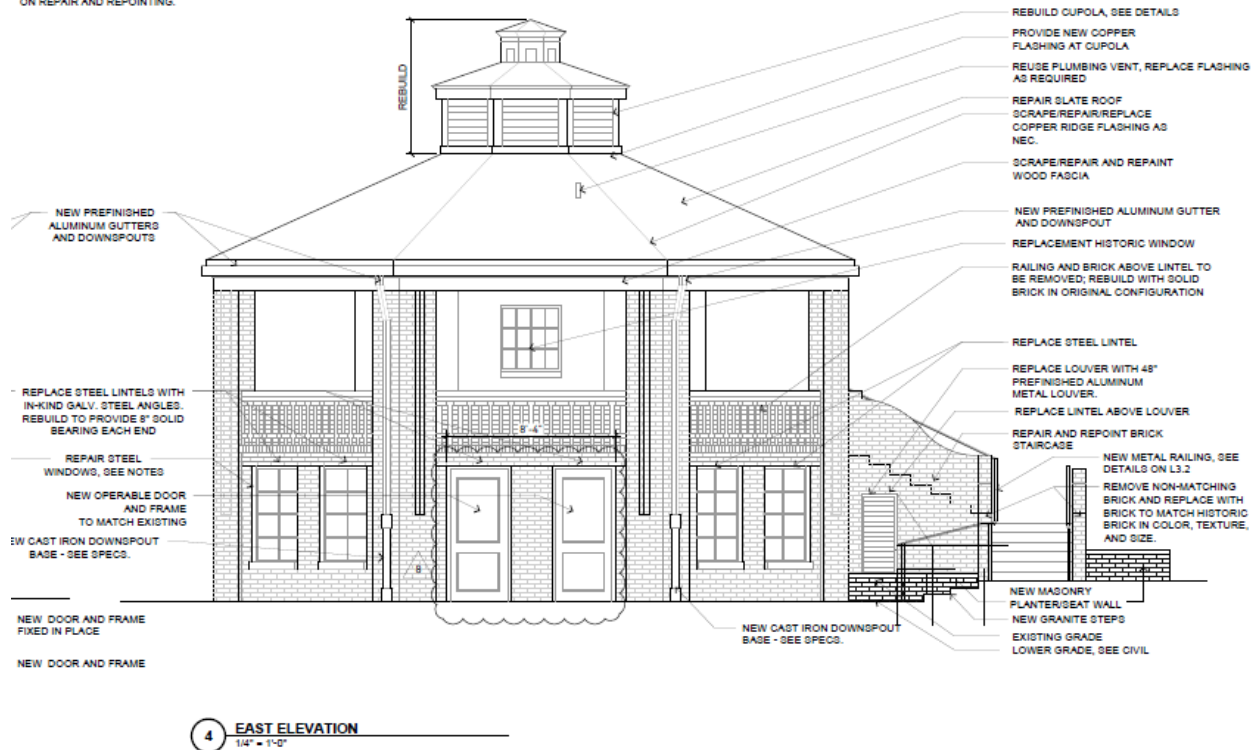 ON REPAIR AND REPOINTING.
REBUILD
REBUILD CUPOLA, SEE DETAILS
PROVIDE NEW COPPER
FLASHING AT CUPOLA
REUSE PLUMBING VENT, REPLACE FLASHING
AS REQUIRED
REPAIR SLATE ROOF
SCRAPE/REPAIR/REPLACE
COPPER RIDGE FLASHING AS
NEC.
SCRAPE/REPAIR AND REPAINT
WOOD FASCIA
NEW PREFINISHED ALUMINUM GUTTER
AND DOWNSPOUT
REPLACEMENT HISTORIC WINDOW
RAILING AND BRICK ABOVE LINTEL TO
BE REMOVED; REBUILD WITH SOLID
BRICK IN ORIGINAL CONFIGURATION
REPLACE STEEL LINTEL
REPLACE LOUVER WITH 48"
PREFINISHED ALUMINUM
METAL LOUVER.
REPLACE LINTEL ABOVE LOUVER
REPAIR AND REPOINT BRICK
STAIRCASE
NEW METAL RAILING, SEE
DETAILS ON L3.2
REMOVE NON-MATCHING
BRICK AND REPLACE WITH
BRICK TO MATCH HISTORIC
BRICK IN COLOR, TEXTURE,
AND SIZE.
NEW MASONRY
PLANTER/SEAT WALL
NEW GRANITE STEPS
EXISTING GRADE
LOWER GRADE, SEE CIVIL
NEW PREFINISHED
ALUMINUM GUTTERS
AND DOWNSPOUTS
REPLACE STEEL LINTELS WITH
IN-KIND GALV. STEEL ANGLES.
REBUILD TO PROVIDE 8" SOLID
BEARING EACH END
REPAIR STEEL
WINDOWS, SEE NOTES
NEW OPERABLE DOOR
AND FRAME
TO MATCH EXISTING
EW CAST IRON DOWNSPOUT
BASE - SEE SPECS.
NEW DOOR AND FRAME
FIXED IN PLACE
NEW DOOR AND FRAME
8'-4"
8
NEW CAST IRON DOWNSPOUT
BASE - SEE SPECS.
4 EAST ELEVATION
1/4" = 1'-0"